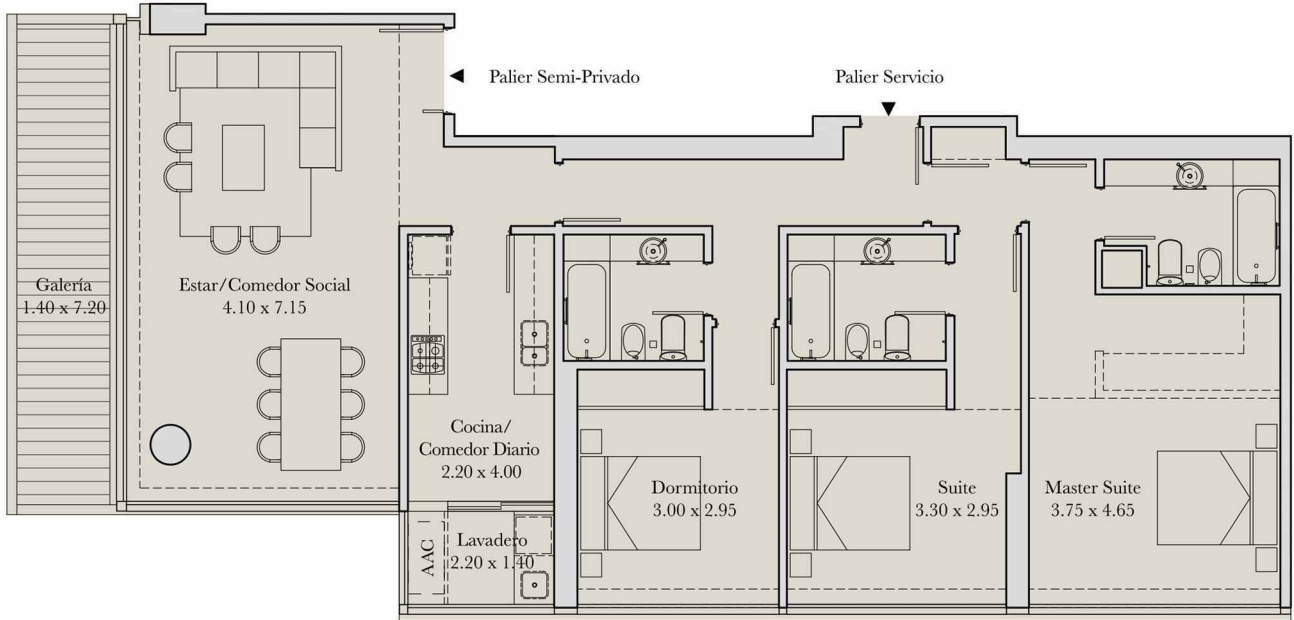 Palier Semi-Privado
Palier Servicio
Galería
1.40 x 7.20
Estar/Comedor Social
4.10 x 7.15
Cocina/
Comedor Diario
2.20 x 4.00
Dormitorio
3.00 x 2.95
Suite
3.30 x 2.95
Master Suite
3.75 x 4.65
AAC
Lavadero
2.20 x 1.40